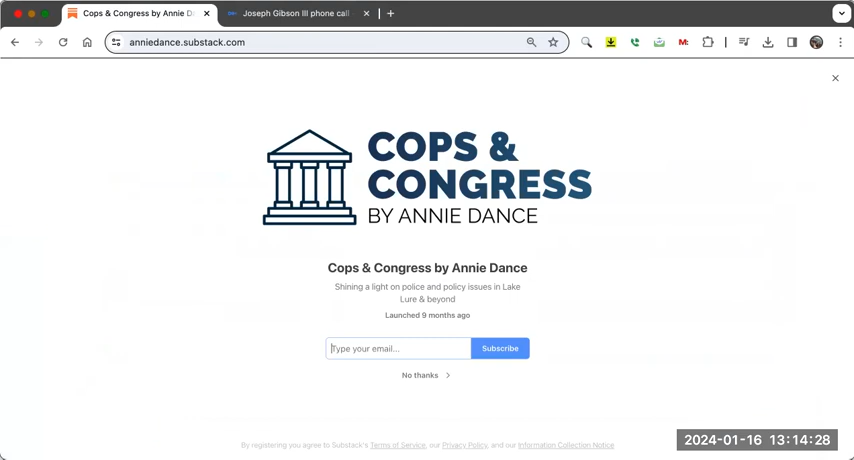 Cops & Congress by Annie D
Joseph Gibson III phone call -
anniedance.substack.com
M:
COPS &
CONGRESS
BY ANNIE DANCE
Cops & Congress by Annie Dance
Shining a light on police and policy issues in Lake
Lure & beyond
Launched 9 months ago
Type your email...
Subscribe
No thanks
By registering you agree to Substack's Terms of Service, our Privacy Policy, and our Information Collection Notice
2024-01-16 13:14:28